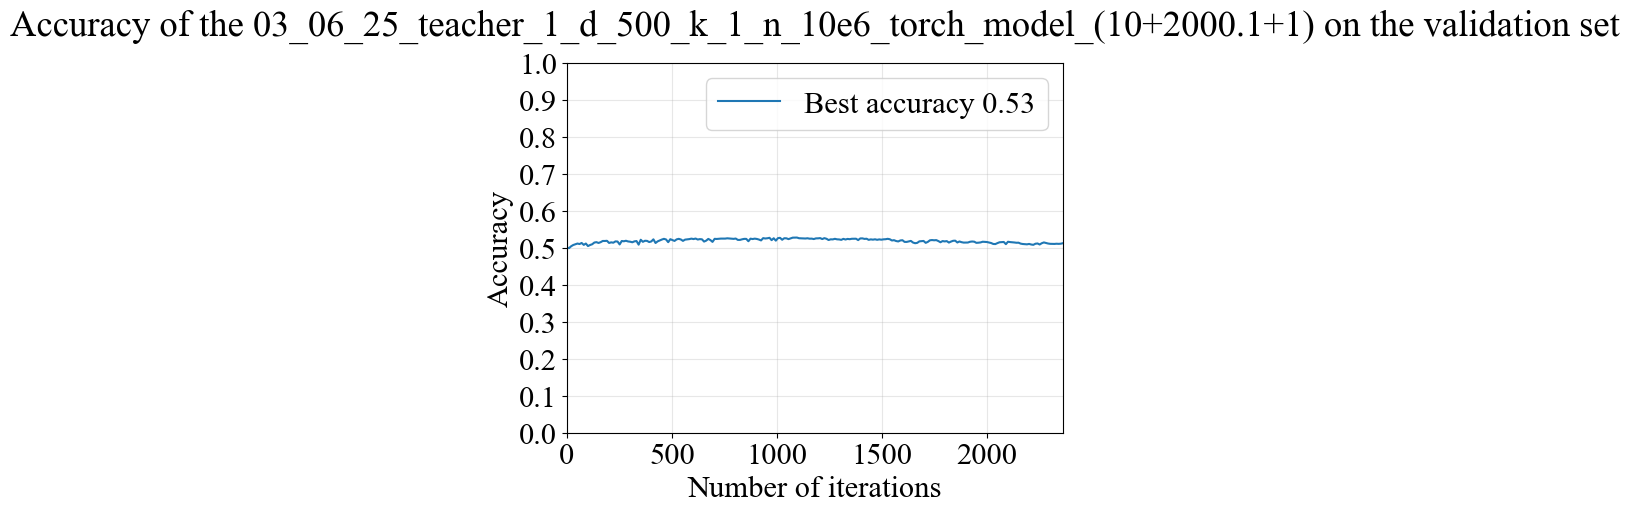 Accuracy of the 03_06_25_teacher_1_d_500_k_1_n_10e6_torch_model_(10+2000.1+1) on the validation set
1.0
0.9
0.8
0.7
0.6
0.5
0.4
0.3
0.2
0.1
0.0
Accuracy
Best accuracy 0.53
0 500 1000 1500 2000
Number of iterations